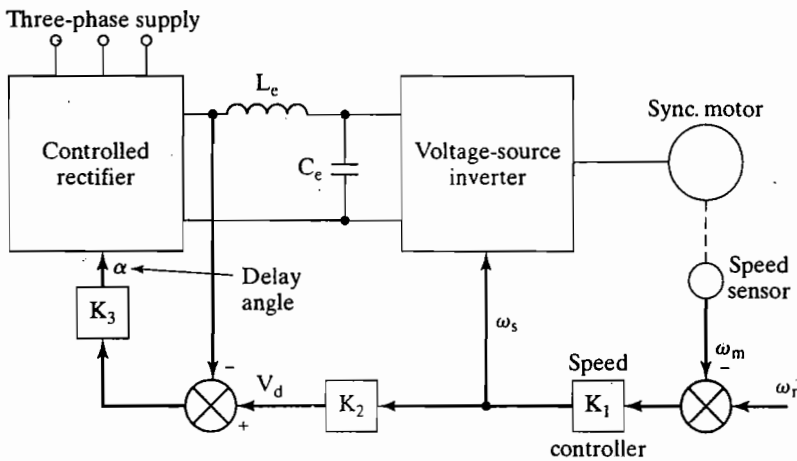 Three-phase supply
Controlled
rectifier
L_e
C_e
Voltage-source
inverter
Sync. motor
Speed
sensor
α
Delay
angle
K_3
ω_s
ω_m
-
-
V_d
+
K_2
Speed
K_1
controller
ω_r